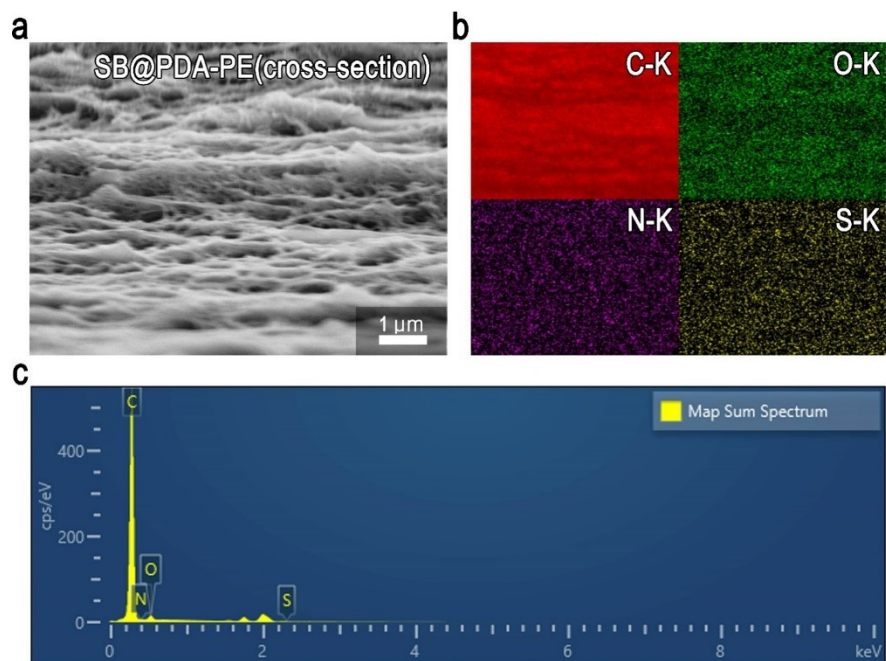 a
SB@PDA-PE(cross-section)
1 μm
b
C-K
O-K
N-K
S-K
c
C
Map Sum Spectrum
400
cps/eV
200
O
N
S
0
0
2
4
6
8
keV